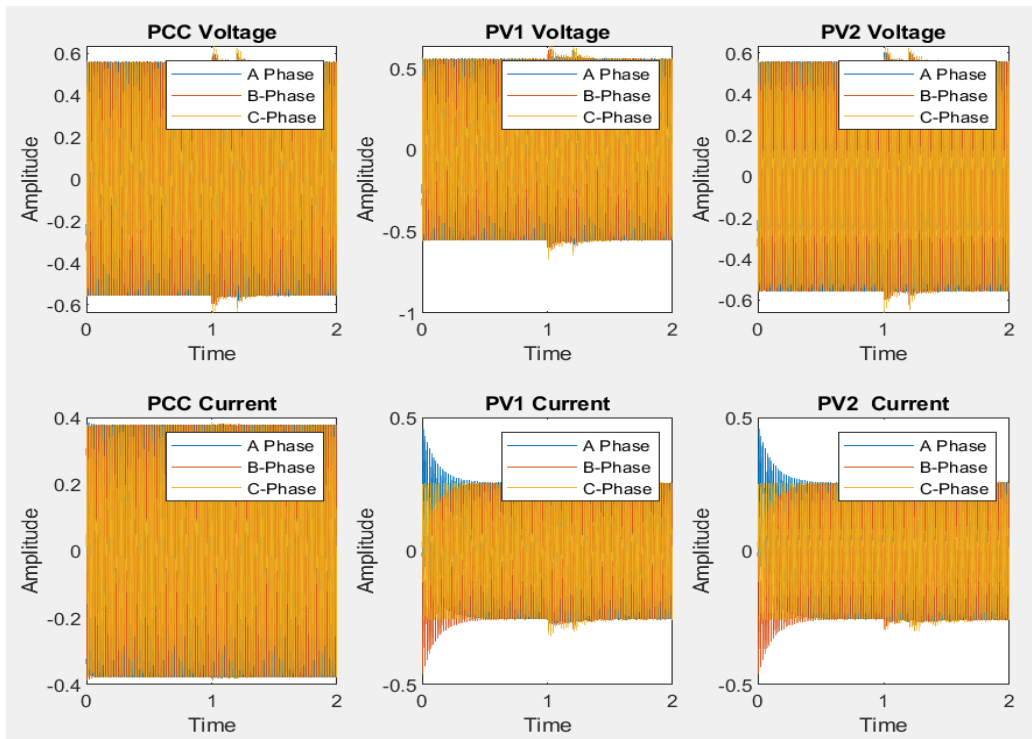 PCC Voltage
0.6
0.4
0.2
0
-0.2
-0.4
-0.6
Amplitude
0
1
2
Time
A Phase
B-Phase
C-Phase
PV1 Voltage
0.5
0
-0.5
-1
Amplitude
0
1
2
Time
A Phase
B-Phase
C-Phase
PV2 Voltage
0.6
0.4
0.2
0
-0.2
-0.4
-0.6
Amplitude
0
1
2
Time
A Phase
B-Phase
C-Phase
PCC Current
0.4
0.2
0
-0.2
-0.4
Amplitude
0
1
2
Time
A Phase
B-Phase
C-Phase
PV1 Current
0.5
0
-0.5
Amplitude
0
1
2
Time
A Phase
B-Phase
C-Phase
PV2 Current
0.5
0
-0.5
Amplitude
0
1
2
Time
A Phase
B-Phase
C-Phase